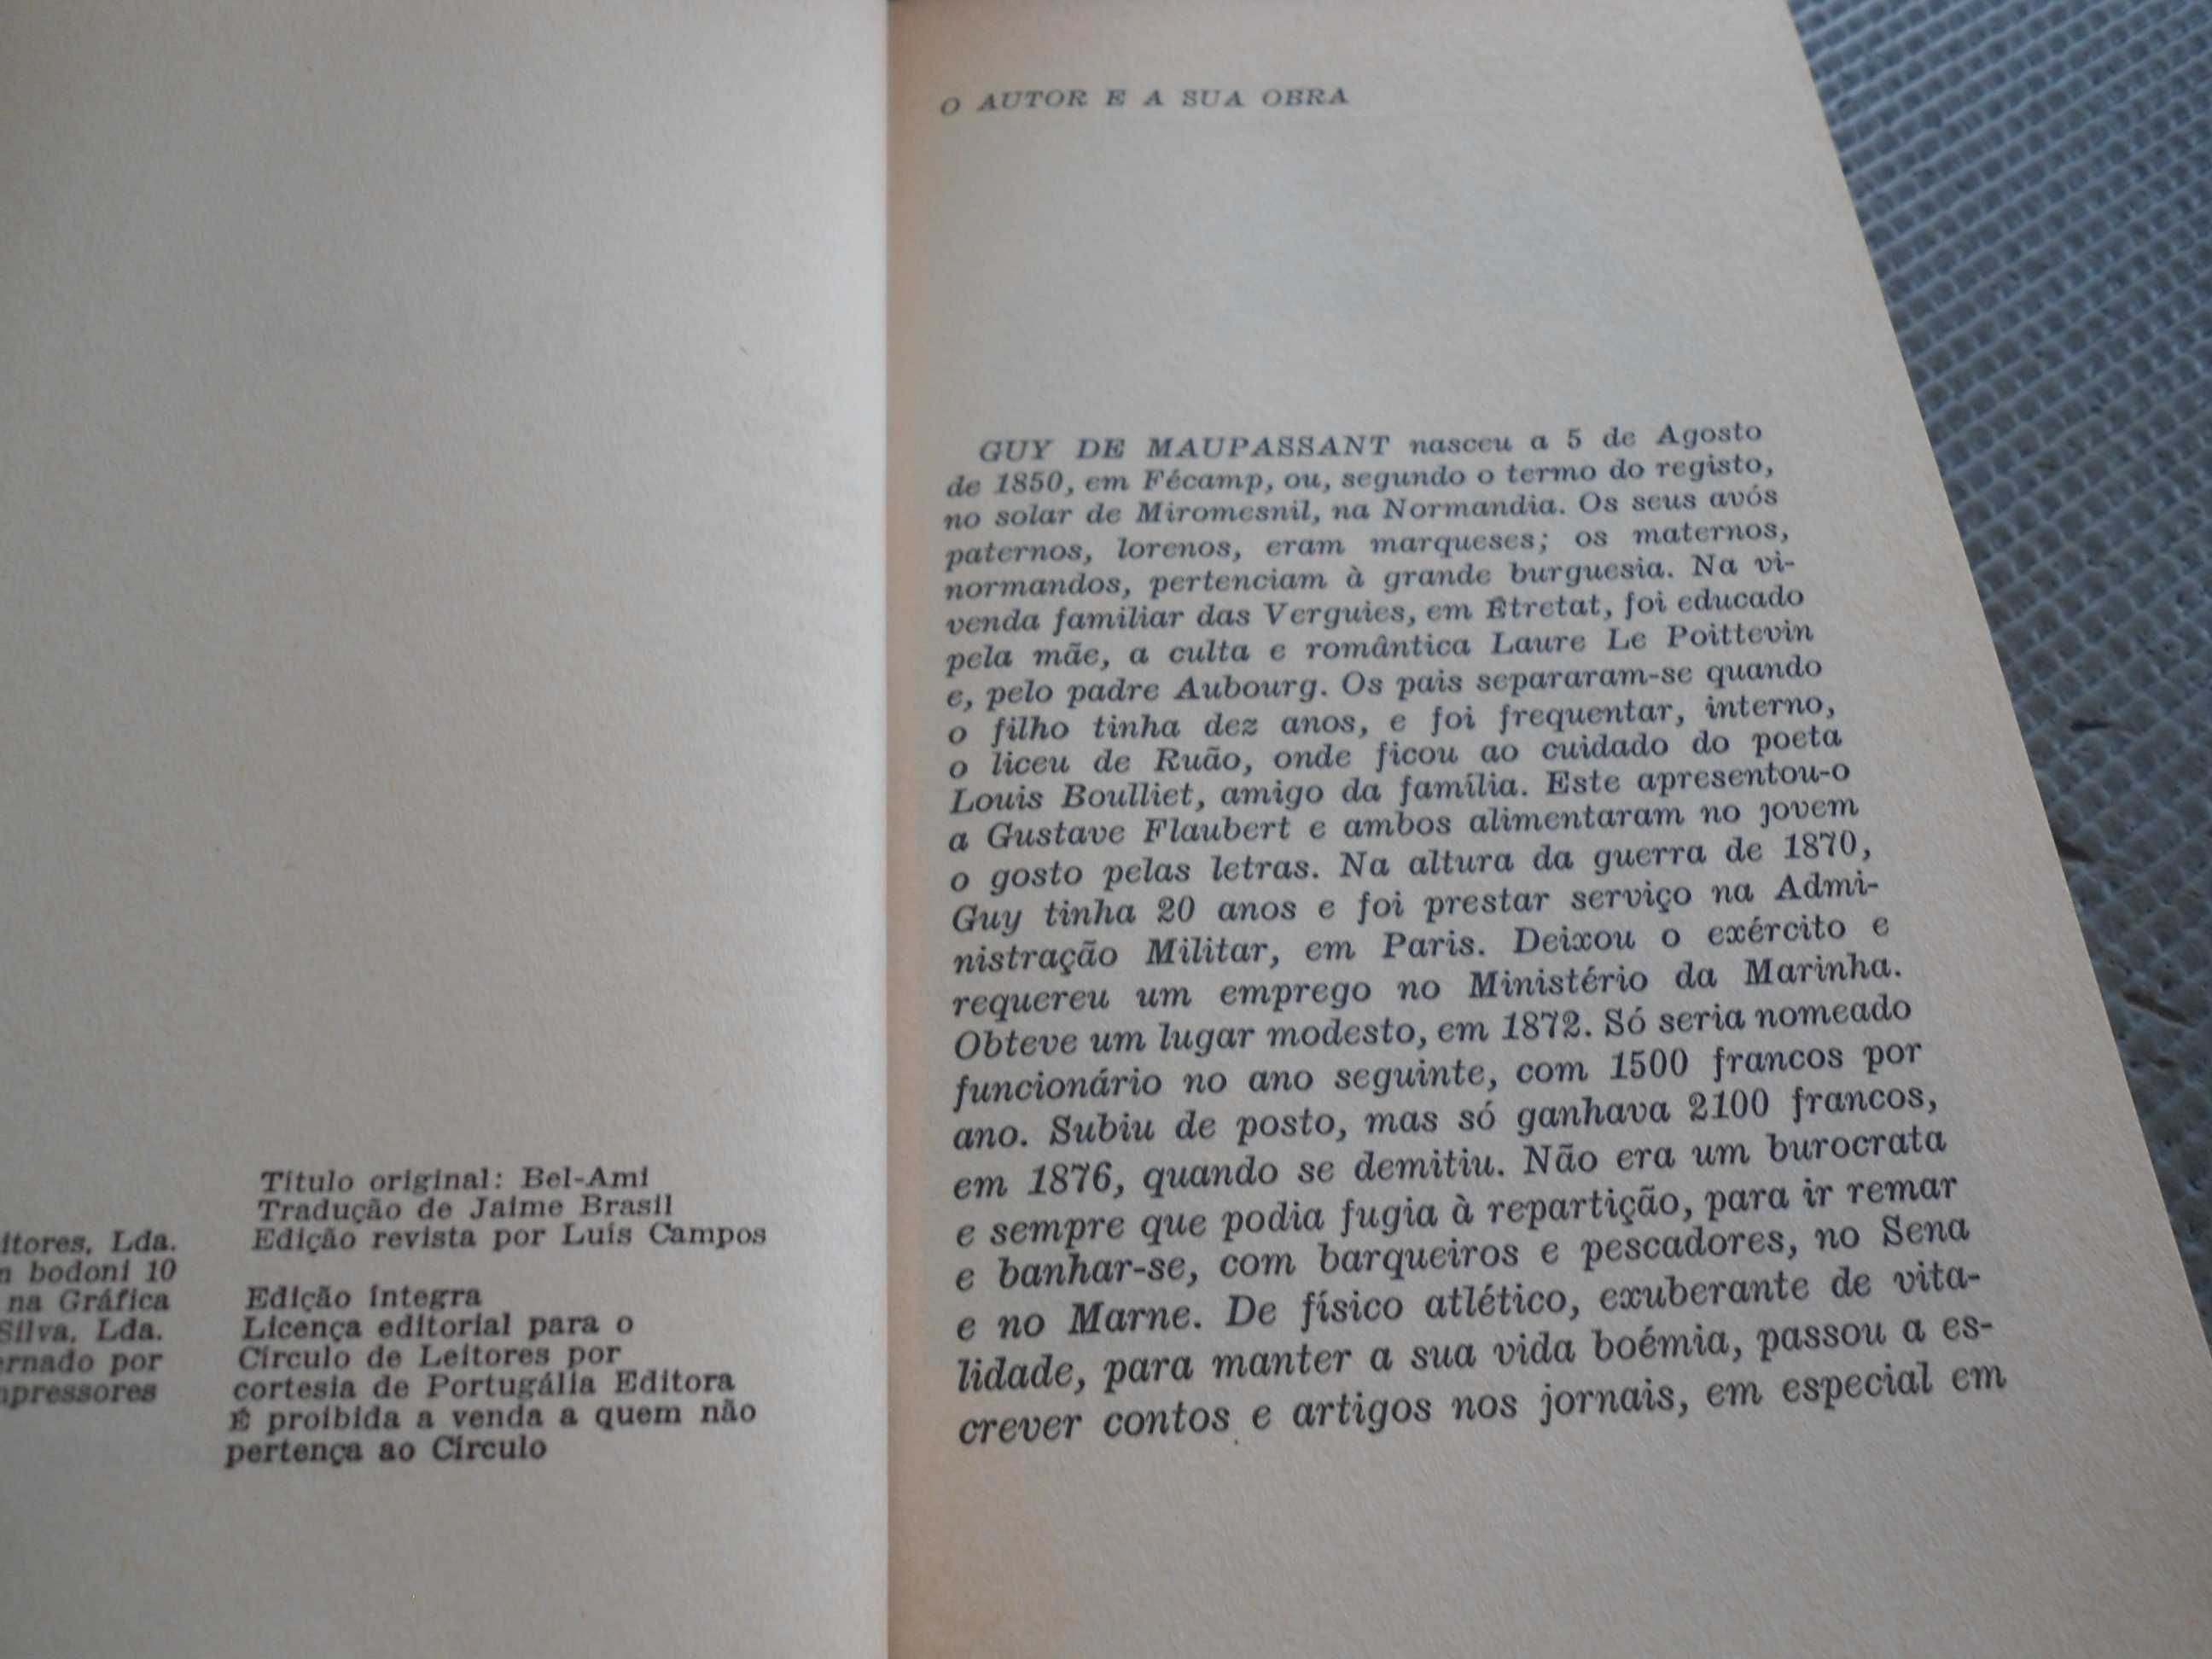 itores, Lda.
bodoni 10
na Gráfica
Silva, Lda.
ernado por
mpressores
Título original: Bel-Ami
Tradução de Jaime Brasil
Edição revista por Luís Campos
Edição íntegra
Licença editorial para o
Círculo de Leitores por
cortesia de Portugália Editora
É proibida a venda a quem não
pertença ao Círculo
O AUTOR E A SUA OBRA
GUY DE MAUPASSANT nasceu a 5 de Agosto
de 1850, em Fécamp, ou, segundo o termo do registo,
no solar de Miromesnil, na Normandia. Os seus avós
paternos, lorenos, eram marqueses; os maternos,
normandos, pertenciam à grande burguesia. Na vi-
venda familiar das Verguies, em Êtretat, foi educado
pela mãe, a culta e romântica Laure Le Poittevin
e, pelo padre Aubourg. Os pais separaram-se quando
o filho tinha dez anos, e foi frequentar, interno,
o liceu de Ruão, onde ficou ao cuidado do poeta
Louis Boulliet, amigo da família. Este apresentou-o
a Gustave Flaubert e ambos alimentaram no jovem
o gosto pelas letras. Na altura da guerra de 1870,
Guy tinha 20 anos e foi prestar serviço na Admi-
nistração Militar, em Paris. Deixou o exército e
requereu um emprego no Ministério da Marinha.
Obteve um lugar modesto, em 1872. Só seria nomeado
funcionário no ano seguinte, com 1500 francos por
ano. Subiu de posto, mas só ganhava 2100 francos,
em 1876, quando se demitiu. Não era um burocrata
e sempre que podia fugia à repartição, para ir remar
e banhar-se, com barqueiros e pescadores, no Sena
e no Marne. De físico atlético, exuberante de vita-
lidade, para manter a sua vida boémia, passou a es-
crever contos e artigos nos jornais, em especial em